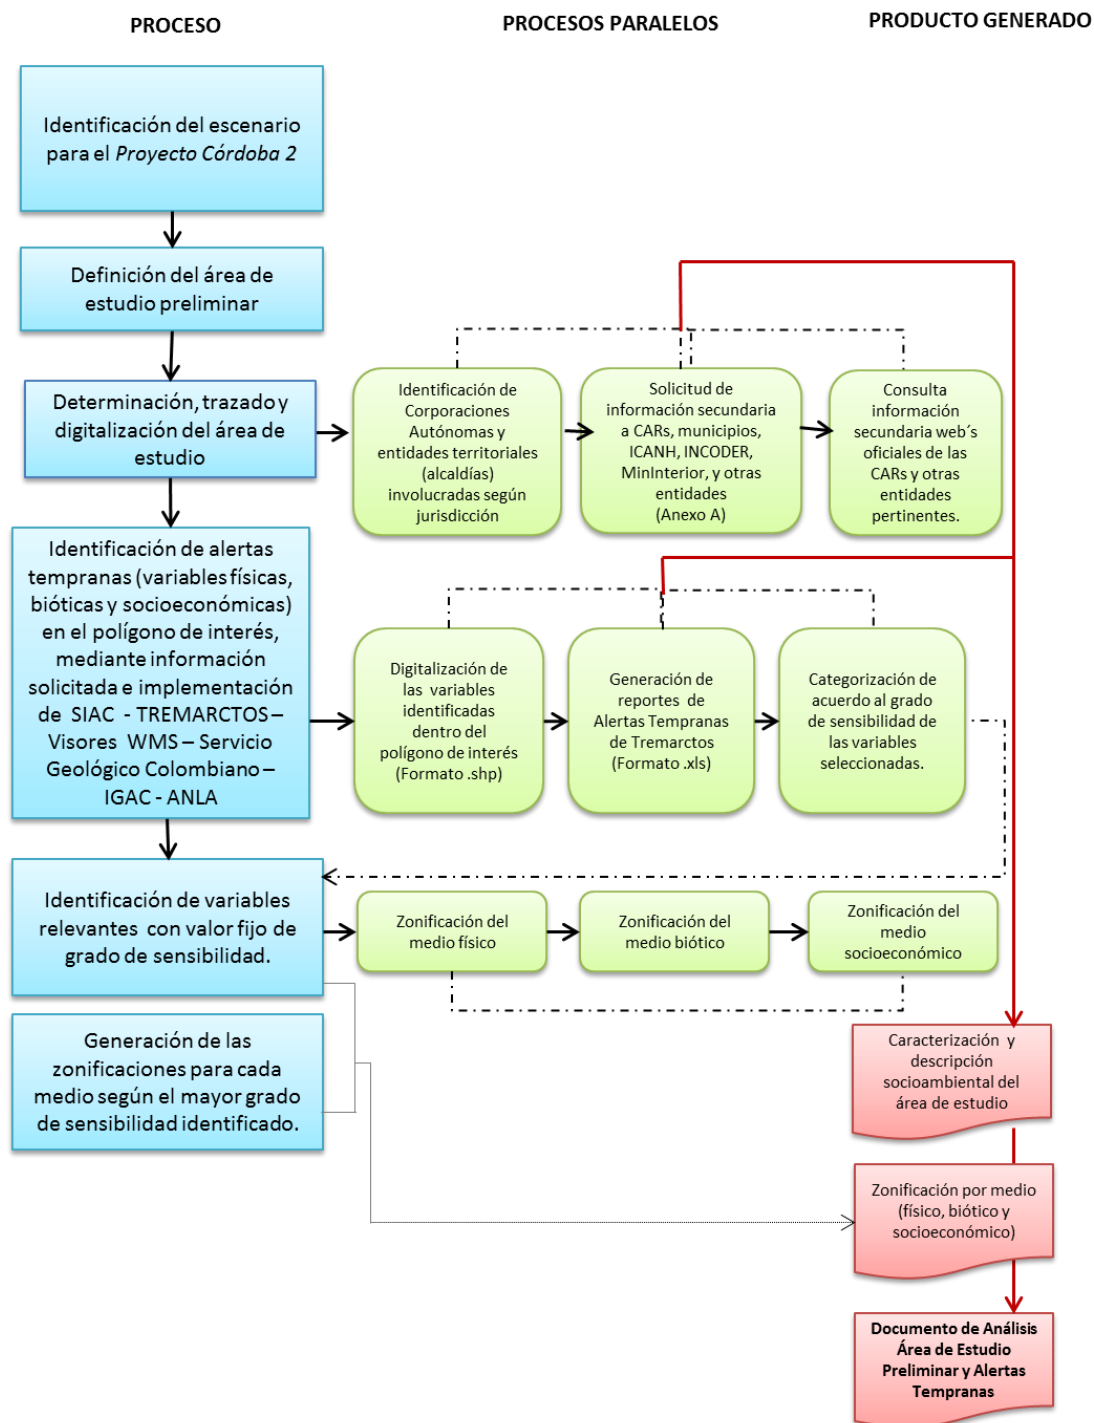 PROCESO
PROCESOS PARALELOS
PRODUCTO GENERADO
Identificación del escenario
para el Proyecto Córdoba 2
Definición del área de
estudio preliminar
Determinación, trazado y
digitalización del área de
estudio
Identificación de
Corporaciones
Autónomas y
entidades territoriales
(alcaldías)
involucradas según
jurisdicción
Solicitud de
información secundaria
a CARs, municipios,
ICANH, INCODER,
MinInterior, y otras
entidades
(Anexo A)
Consulta
información
secundaria web´s
oficiales de las
CARs y otras
entidades
pertinentes.
Identificación de alertas
tempranas (variables físicas,
bióticas y socioeconómicas)
en el polígono de interés,
mediante información
solicitada e implementación
de SIAC - TREMARCTOS –
Visores WMS – Servicio
Geológico Colombiano –
IGAC - ANLA
Digitalización de
las variables
identificadas
dentro del
polígono de interés
(Formato .shp)
Generación de
reportes de
Alertas Tempranas
de Tremarctos
(Formato .xls)
Categorización de
acuerdo al grado
de sensibilidad de
las variables
seleccionadas.
Identificación de variables
relevantes con valor fijo de
grado de sensibilidad.
Zonificación del
medio físico
Zonificación del
medio biótico
Zonificación del
medio
socioeconómico
Generación de las
zonificaciones para cada
medio según el mayor grado
de sensibilidad identificado.
Caracterización y
descripción
socioambiental del
área de estudio
Zonificación por medio
(físico, biótico y
socioeconómico)
Documento de Análisis
Área de Estudio
Preliminar y Alertas
Tempranas